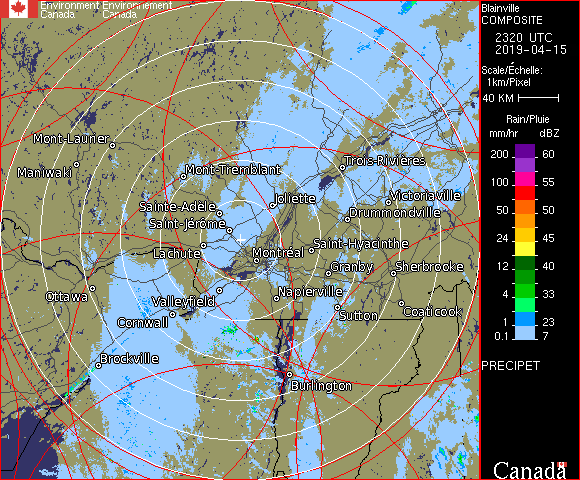 Environment Environnement
Canada Canada
Blainville
COMPOSITE
2320 UTC
2019-04-15
Scale/Échelle:
1km/Pixel
40 KM
Rain/Pluie
mm/hr dBZ
200 60
100 55
50 50
24 45
12 40
4 33
1 23
0.1 7
PRECIPET
Canada
Mont-Laurier
Maniwaki
Mont-Tremblant
Trois-Rivières
Sainte-Adèle
Joliette
Victoriaville
Saint-Jérôme
Drummondville
Lachute
Montréal
Saint-Hyacinthe
Granby
Sherbrooke
Ottawa
Valleyfield
Napierville
Cornwall
Sutton
Coaticook
Brockville
Burlington